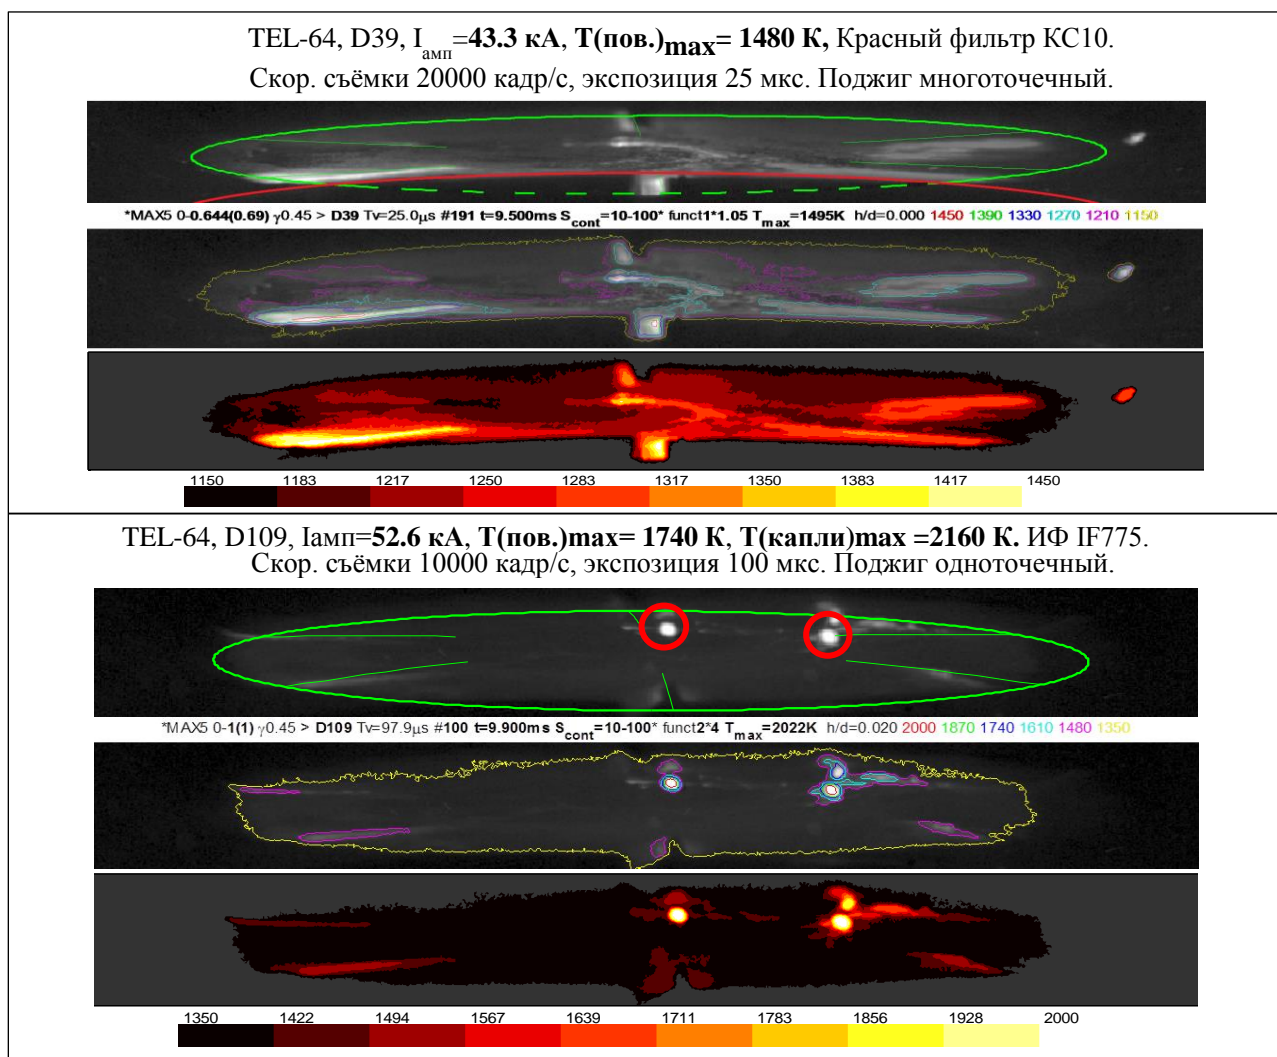 TEL-64, D39, Iамп=43.3 кА, Т(пов.)max= 1480 К, Красный фильтр КС10.
Скор. съёмки 20000 кадр/с, экспозиция 25 мкс. Поджиг многоточечный.
*MAX5 0-0.644(0.69) γ0.45 > D39 Tv=25.0μs #191 t=9.500ms Scont=10-100* funct1*1.05 Tmax=1495K h/d=0.000 1450 1390 1330 1270 1210 1150
1150 1183 1217 1250 1283 1317 1350 1383 1417 1450
TEL-64, D109, Iамп=52.6 кА, Т(пов.)max= 1740 К, Т(капли)max =2160 К. ИФ IF775.
Скор. съёмки 10000 кадр/с, экспозиция 100 мкс. Поджиг одноточечный.
*MAX5 0-1(1) γ0.45 > D109 Tv=97.9μs #100 t=9.900ms Scont=10-100* funct2*4 Tmax=2022K h/d=0.020 2000 1870 1740 1610 1480 1350
1350 1422 1494 1567 1639 1711 1783 1856 1928 2000